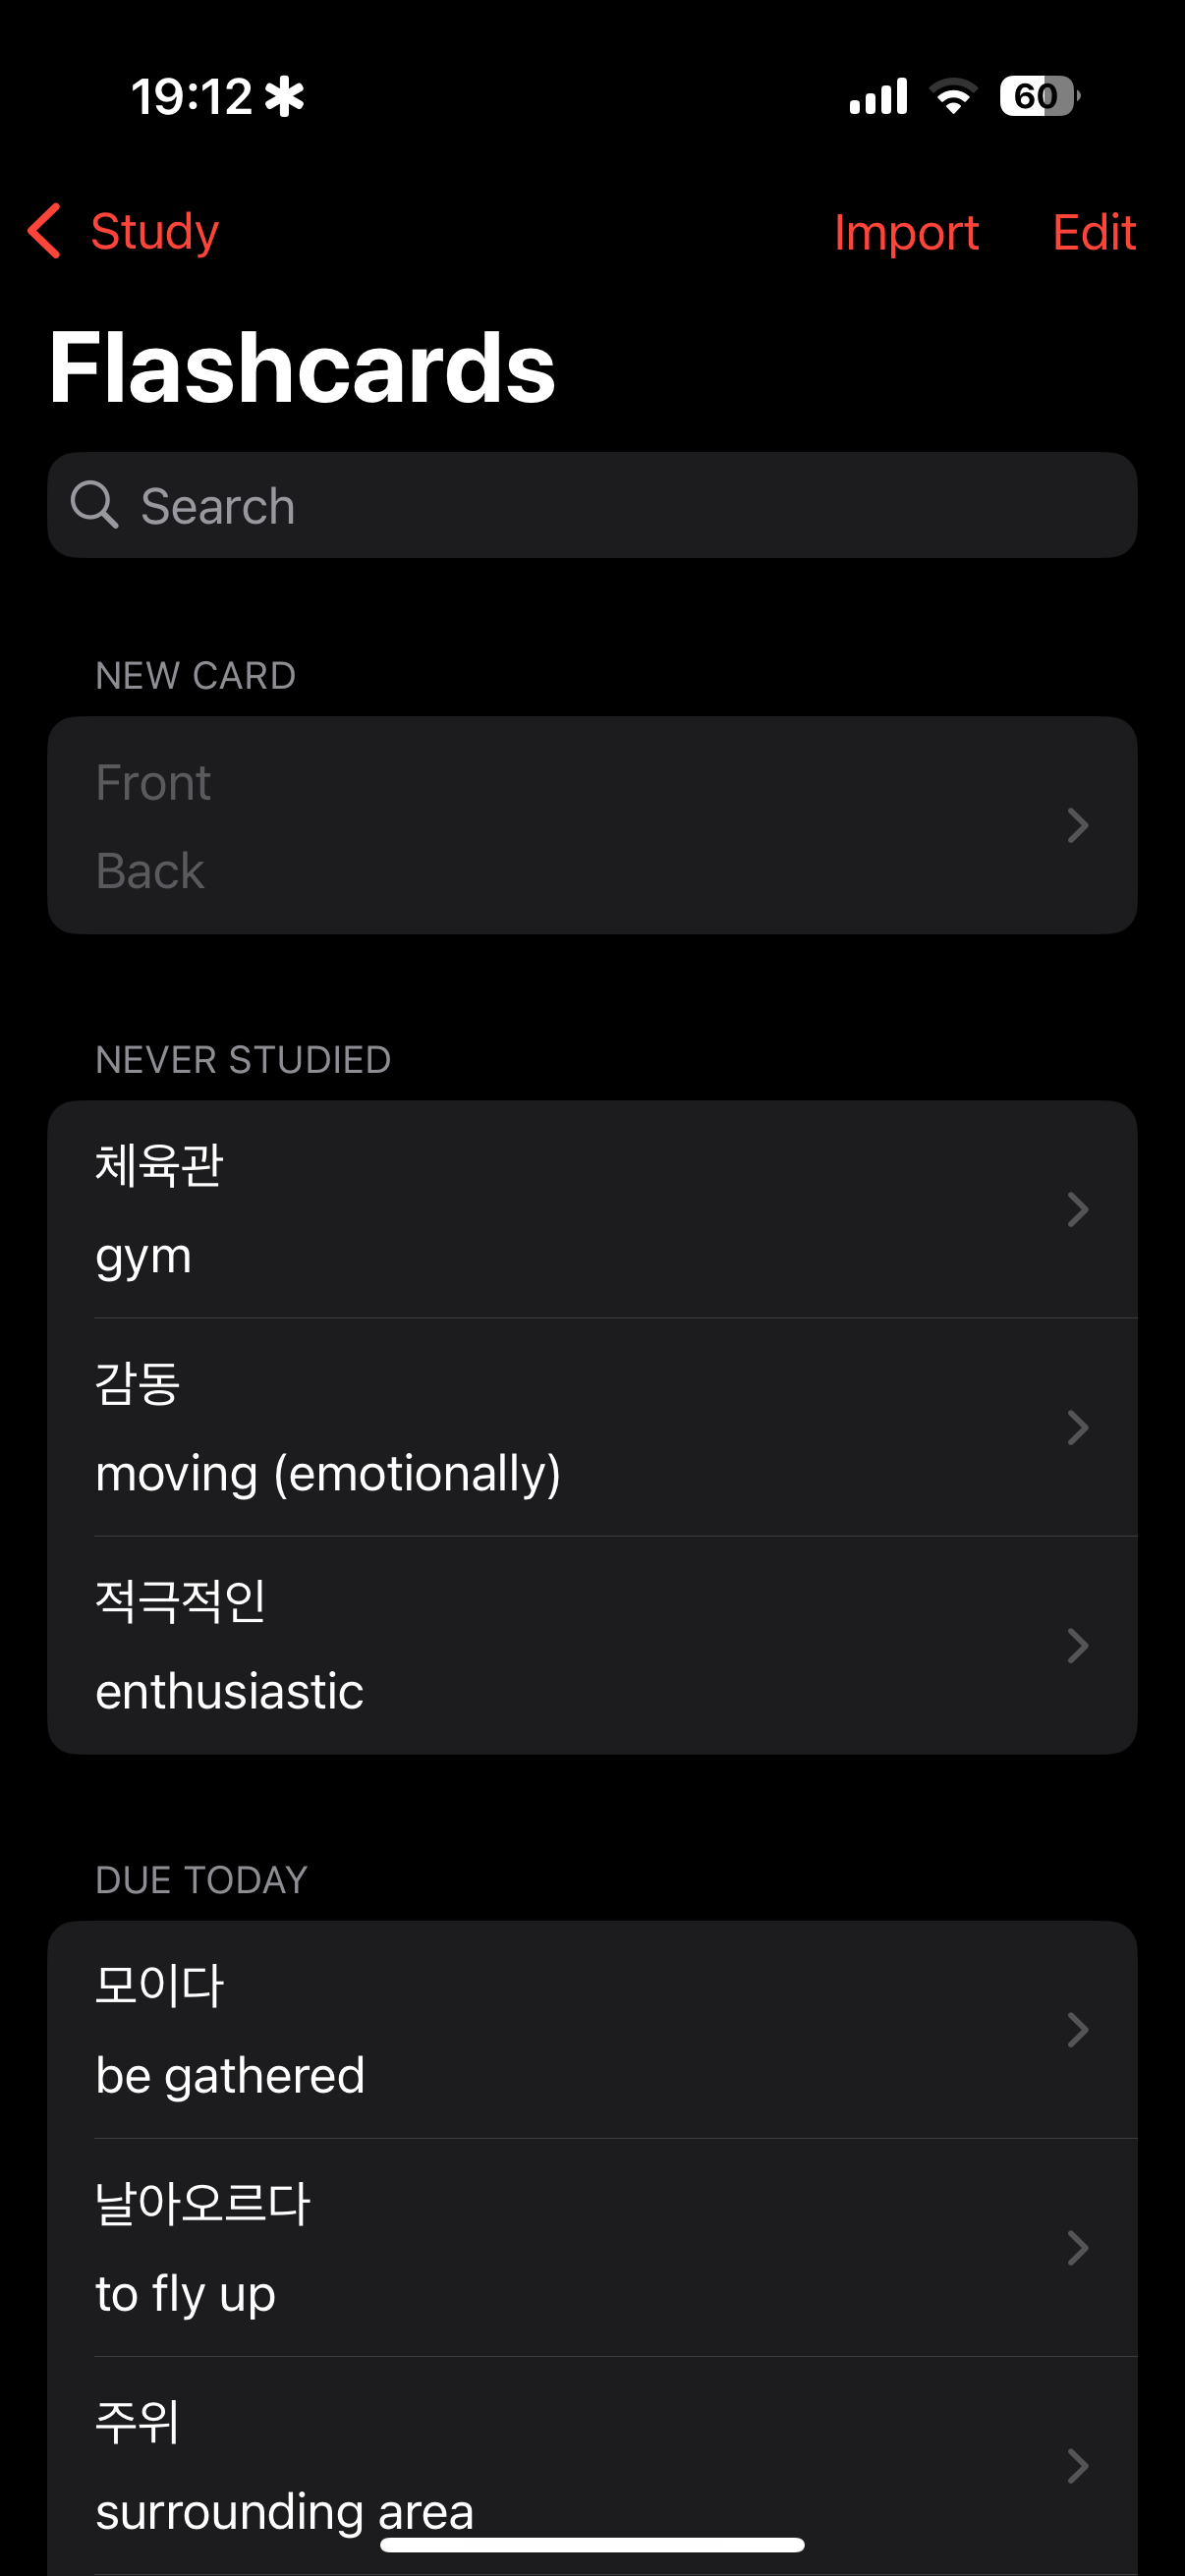 19:12 ✱
60
Study
Import
Edit
Flashcards
Search
NEW CARD
Front
Back
NEVER STUDIED
체육관
gym
감동
moving (emotionally)
적극적인
enthusiastic
DUE TODAY
모이다
be gathered
날아오르다
to fly up
주위
surrounding area